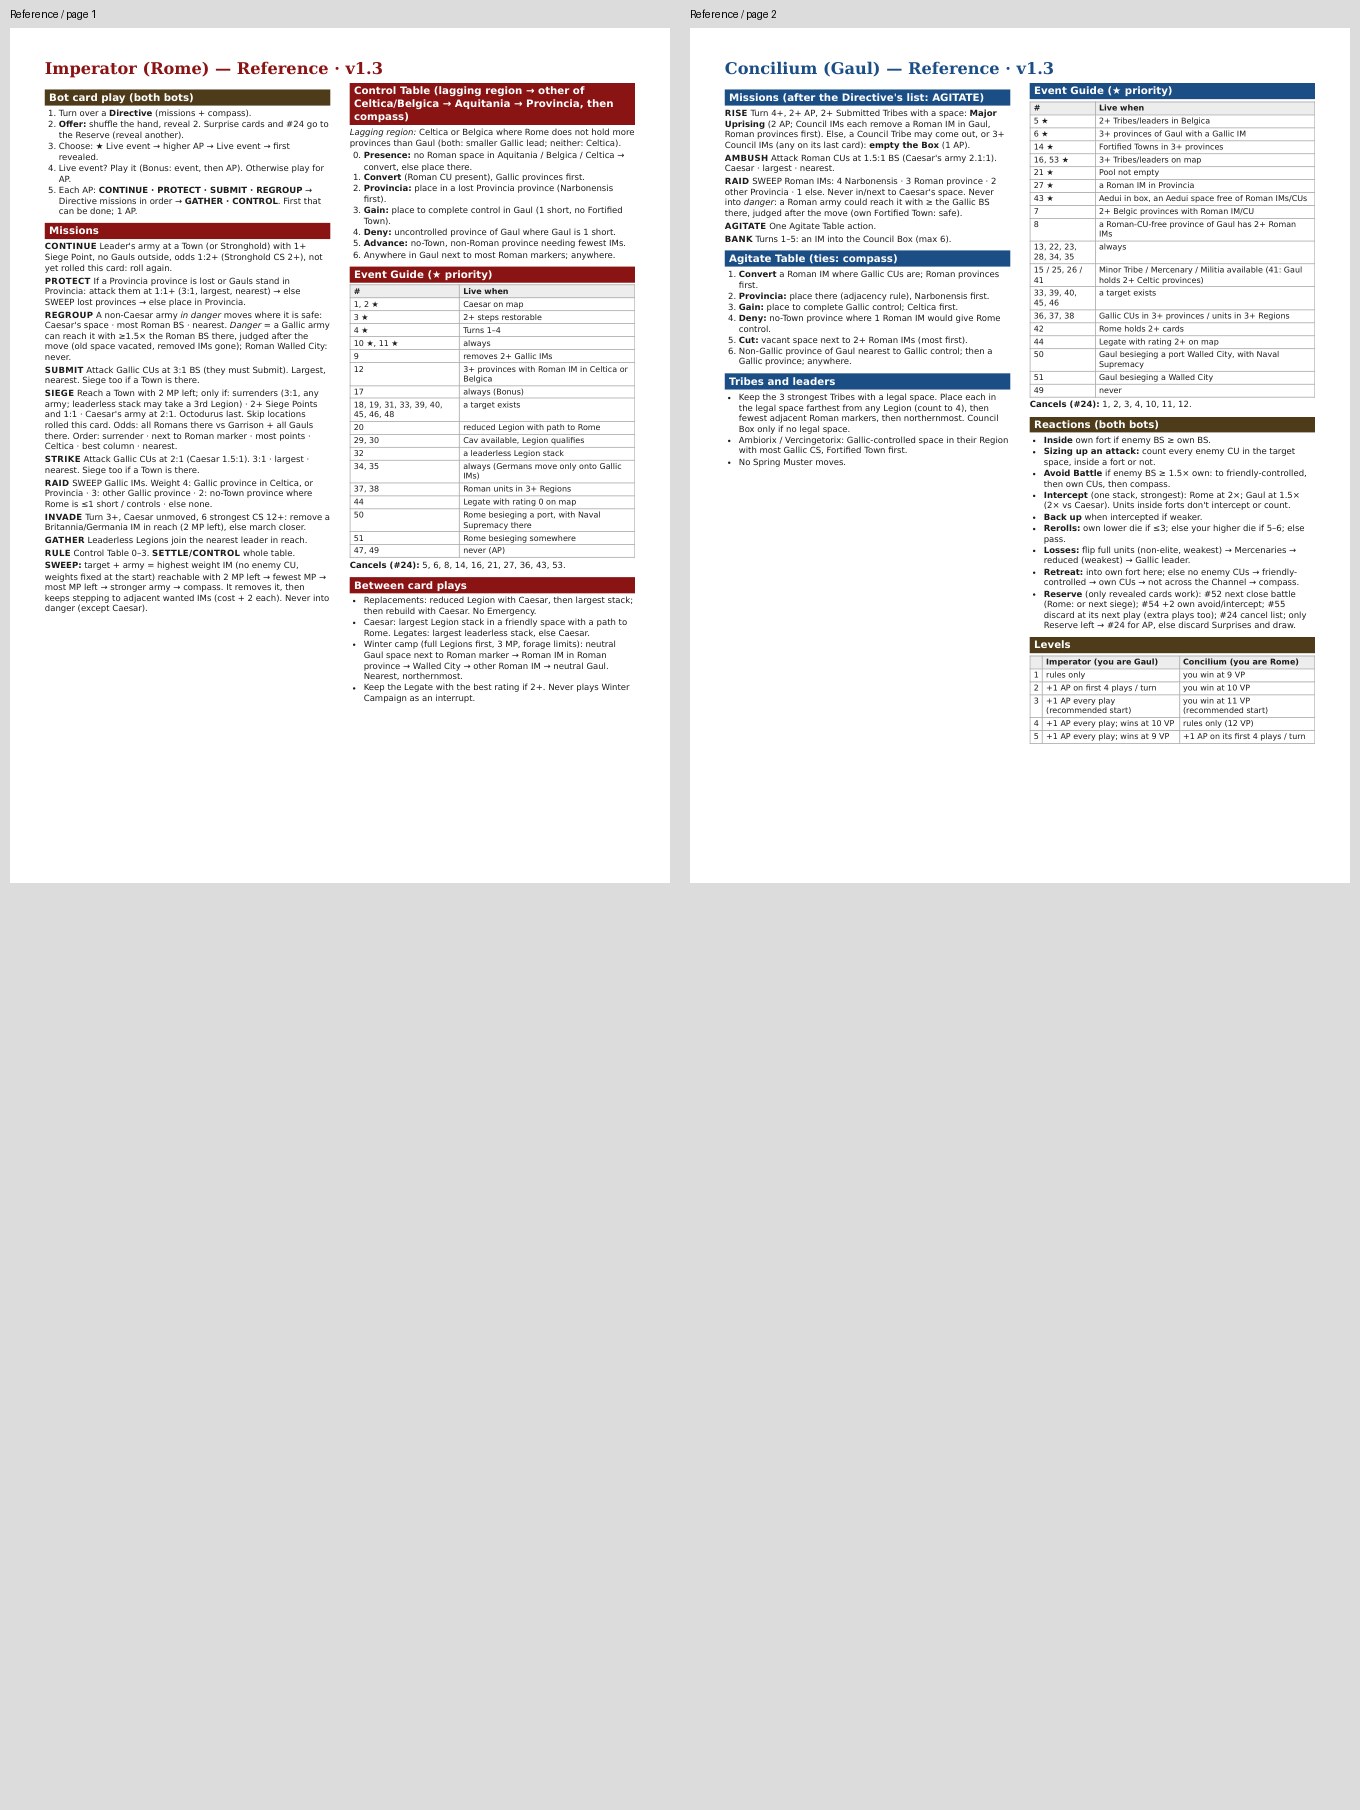 Reference / page 1
Imperator (Rome) — Reference · v1.3
Bot card play (both bots)
1. Turn over a Directive (missions + compass).
2. Offer: shuffle the hand, reveal 2. Surprise cards and #24 go to
the Reserve (reveal another).
3. Choose: ★ Live event → higher AP → Live event → first
revealed.
4. Live event? Play it (Bonus: event, then AP). Otherwise play for
AP.
5. Each AP: CONTINUE · PROTECT · SUBMIT · REGROUP →
Directive missions in order → GATHER · CONTROL. First that
can be done; 1 AP.
Missions
CONTINUE Leader's army at a Town (or Stronghold) with 1+
Siege Point, no Gauls outside, odds 1:2+ (Stronghold CS 2+), not
yet rolled this card: roll again.
PROTECT If a Provincia province is lost or Gauls stand in
Provincia: attack them at 1:1+ (3:1, largest, nearest) → else
SWEEP lost provinces → else place in Provincia.
REGROUP A non-Caesar army in danger moves where it is safe:
Caesar's space · most Roman BS · nearest. Danger = a Gallic army
can reach it with ≥1.5× the Roman BS there, judged after the
move (old space vacated, removed IMs gone); Roman Walled City:
never.
SUBMIT Attack Gallic CUs at 3:1 BS (they must Submit). Largest,
nearest. Siege too if a Town is there.
SIEGE Reach a Town with 2 MP left; only if: surrenders (3:1, any
army; leaderless stack may take a 3rd Legion) · 2+ Siege Points
and 1:1 · Caesar's army at 2:1. Octodurus last. Skip locations
rolled this card. Odds: all Romans there vs Garrison + all Gauls
there. Order: surrender · next to Roman marker · most points ·
Celtica · best column · nearest.
STRIKE Attack Gallic CUs at 2:1 (Caesar 1.5:1). 3:1 · largest ·
nearest. Siege too if a Town is there.
RAID SWEEP Gallic IMs. Weight 4: Gallic province in Celtica, or
Provincia · 3: other Gallic province · 2: no-Town province where
Rome is ≤1 short / controls · else none.
INVADE Turn 3+, Caesar unmoved, 6 strongest CS 12+: remove a
Britannia/Germania IM in reach (2 MP left), else march closer.
GATHER Leaderless Legions join the nearest leader in reach.
RULE Control Table 0–3. SETTLE/CONTROL whole table.
SWEEP: target + army = highest weight IM (no enemy CU,
weights fixed at the start) reachable with 2 MP left → fewest MP →
most MP left → stronger army → compass. It removes it, then
keeps stepping to adjacent wanted IMs (cost + 2 each). Never into
danger (except Caesar).
Control Table (lagging region → other of
Celtica/Belgica → Aquitania → Provincia, then
compass)
Lagging region: Celtica or Belgica where Rome does not hold more
provinces than Gaul (both: smaller Gallic lead; neither: Celtica).
0. Presence: no Roman space in Aquitania / Belgica / Celtica →
convert, else place there.
1. Convert (Roman CU present), Gallic provinces first.
2. Provincia: place in a lost Provincia province (Narbonensis
first).
3. Gain: place to complete control in Gaul (1 short, no Fortified
Town).
4. Deny: uncontrolled province of Gaul where Gaul is 1 short.
5. Advance: no-Town, non-Roman province needing fewest IMs.
6. Anywhere in Gaul next to most Roman markers; anywhere.
Event Guide (★ priority)
# Live when
1, 2 ★ Caesar on map
3 ★ 2+ steps restorable
4 ★ Turns 1–4
10 ★, 11 ★ always
9 removes 2+ Gallic IMs
12 3+ provinces with Roman IM in Celtica or
Belgica
17 always (Bonus)
18, 19, 31, 33, 39, 40, a target exists
45, 46, 48
20 reduced Legion with path to Rome
29, 30 Cav available, Legion qualifies
32 a leaderless Legion stack
34, 35 always (Germans move only onto Gallic
IMs)
37, 38 Roman units in 3+ Regions
44 Legate with rating 0 on map
50 Rome besieging a port, with Naval
Supremacy there
51 Rome besieging somewhere
47, 49 never (AP)
Cancels (#24): 5, 6, 8, 14, 16, 21, 27, 36, 43, 53.
Between card plays
• Replacements: reduced Legion with Caesar, then largest stack;
then rebuild with Caesar. No Emergency.
• Caesar: largest Legion stack in a friendly space with a path to
Rome. Legates: largest leaderless stack, else Caesar.
• Winter camp (full Legions first, 3 MP, forage limits): neutral
Gaul space next to Roman marker → Roman IM in Roman
province → Walled City → other Roman IM → neutral Gaul.
Nearest, northernmost.
• Keep the Legate with the best rating if 2+. Never plays Winter
Campaign as an interrupt.
Reference / page 2
Concilium (Gaul) — Reference · v1.3
Missions (after the Directive's list: AGITATE)
RISE Turn 4+, 2+ AP, 2+ Submitted Tribes with a space: Major
Uprising (2 AP; Council IMs each remove a Roman IM in Gaul,
Roman provinces first). Else, a Council Tribe may come out, or 3+
Council IMs (any on its last card): empty the Box (1 AP).
AMBUSH Attack Roman CUs at 1.5:1 BS (Caesar's army 2.1:1).
Caesar · largest · nearest.
RAID SWEEP Roman IMs: 4 Narbonensis · 3 Roman province · 2
other Provincia · 1 else. Never in/next to Caesar's space. Never
into danger: a Roman army could reach it with ≥ the Gallic BS
there, judged after the move (own Fortified Town: safe).
AGITATE One Agitate Table action.
BANK Turns 1–5: an IM into the Council Box (max 6).
Agitate Table (ties: compass)
1. Convert a Roman IM where Gallic CUs are; Roman provinces
first.
2. Provincia: place there (adjacency rule), Narbonensis first.
3. Gain: place to complete Gallic control; Celtica first.
4. Deny: no-Town province where 1 Roman IM would give Rome
control.
5. Cut: vacant space next to 2+ Roman IMs (most first).
6. Non-Gallic province of Gaul nearest to Gallic control; then a
Gallic province; anywhere.
Tribes and leaders
• Keep the 3 strongest Tribes with a legal space. Place each
in the legal space farthest from any Legion (count to 4), then
fewest adjacent Roman markers, then northernmost. Council
Box only if no legal space.
• Ambiorix / Vercingetorix: Gallic-controlled space in their Region
with most Gallic CS, Fortified Town first.
• No Spring Muster moves.
Event Guide (★ priority)
# Live when
5 ★ 2+ Tribes/leaders in Belgica
6 ★ 3+ provinces of Gaul with a Gallic IM
14 ★ Fortified Towns in 3+ provinces
16, 53 ★ 3+ Tribes/leaders on map
21 ★ Pool not empty
27 ★ a Roman IM in Provincia
43 ★ Aedui in box, an Aedui space free of Roman IMs/CUs
7 2+ Belgic provinces with Roman IM/CU
8 a Roman-CU-free province of Gaul has 2+ Roman
IMs
13, 22, 23, always
28, 34, 35
15 / 25, 26 / Minor Tribe / Mercenary / Militia available (41: Gaul
41 holds 2+ Celtic provinces)
33, 39, 40, a target exists
45, 46
36, 37, 38 Gallic CUs in 3+ provinces / units in 3+ Regions
42 Rome holds 2+ cards
44 Legate with rating 2+ on map
50 Gaul besieging a port Walled City, with Naval
Supremacy
51 Gaul besieging a Walled City
49 never
Cancels (#24): 1, 2, 3, 4, 10, 11, 12.
Reactions (both bots)
• Inside own fort if enemy BS ≥ own BS.
• Sizing up an attack: count every enemy CU in the target
space, inside a fort or not.
• Avoid Battle if enemy BS ≥ 1.5× own: to friendly-controlled,
then own CUs, then compass.
• Intercept (one stack, strongest): Rome at 2×; Gaul at 1.5×
(2× vs Caesar). Units inside forts don't intercept or count.
• Back up when intercepted if weaker.
• Rerolls: own lower die if ≤3; else your higher die if 5–6; else
pass.
• Losses: flip full units (non-elite, weakest) → Mercenaries →
reduced (weakest) → Gallic leader.
• Retreat: into own fort here; else no enemy CUs → friendly-
controlled → own CUs → not across the Channel → compass.
• Reserve (only revealed cards work): #52 next close battle
(Rome: or next siege); #54 +2 own avoid/intercept; #55
discard at its next play (extra plays too); #24 cancel list; only
Reserve left → #24 for AP, else discard Surprises and draw.
Levels
Imperator (you are Gaul) Concilium (you are Rome)
1 rules only you win at 9 VP
2 +1 AP on first 4 plays / turn you win at 10 VP
3 +1 AP every play you win at 11 VP
(recommended start) (recommended start)
4 +1 AP every play; wins at 10 VP rules only (12 VP)
5 +1 AP every play; wins at 9 VP +1 AP on its first 4 plays / turn